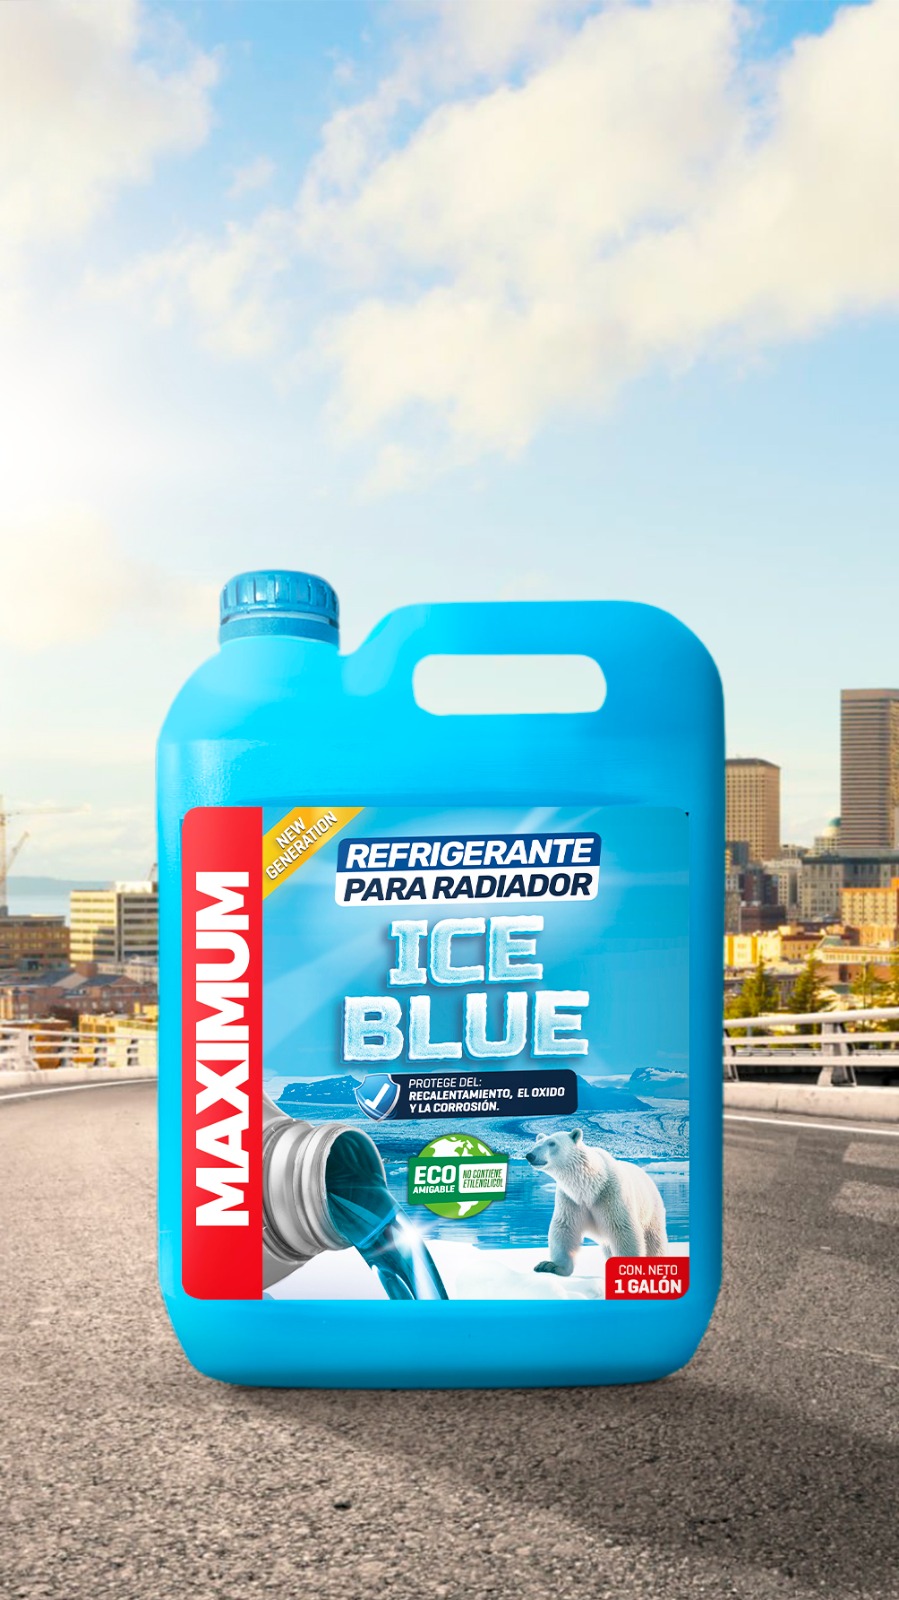 MAXIMUM
NEW
GENERATION
REFRIGERANTE
PARA RADIADOR
ICE
BLUE
PROTEGE DEL:
RECALENTAMIENTO, EL OXIDO
Y LA CORROSIÓN.
ECO
AMIGABLE
NO CONTIENE
ETILENGLICOL
CON. NETO
1 GALÓN